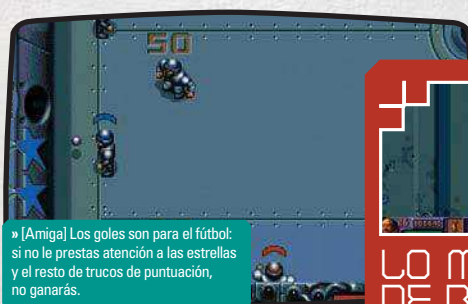 50
» [Amiga] Los goles son para el fútbol:
si no le prestas atención a las estrellas
y el resto de trucos de puntuación,
no ganarás.
LO M
DE B